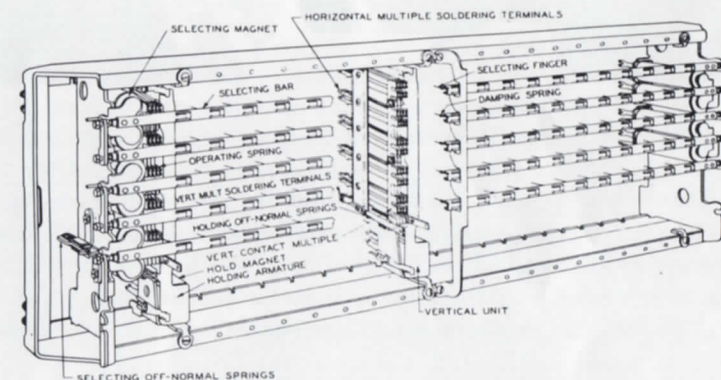 SELECTING MAGNET
HORIZONTAL MULTIPLE SOLDERING TERMINALS
SELECTING BAR
SELECTING FINGER
DAMPING SPRING
OPERATING SPRING
VERT MULT SOLDERING TERMINALS
HOLDING OFF-NORMAL SPRINGS
VERT. CONTACT MULTIPLE
HOLD MAGNET
HOLDING ARMATURE
VERTICAL UNIT
SELECTING OFF-NORMAL SPRINGS